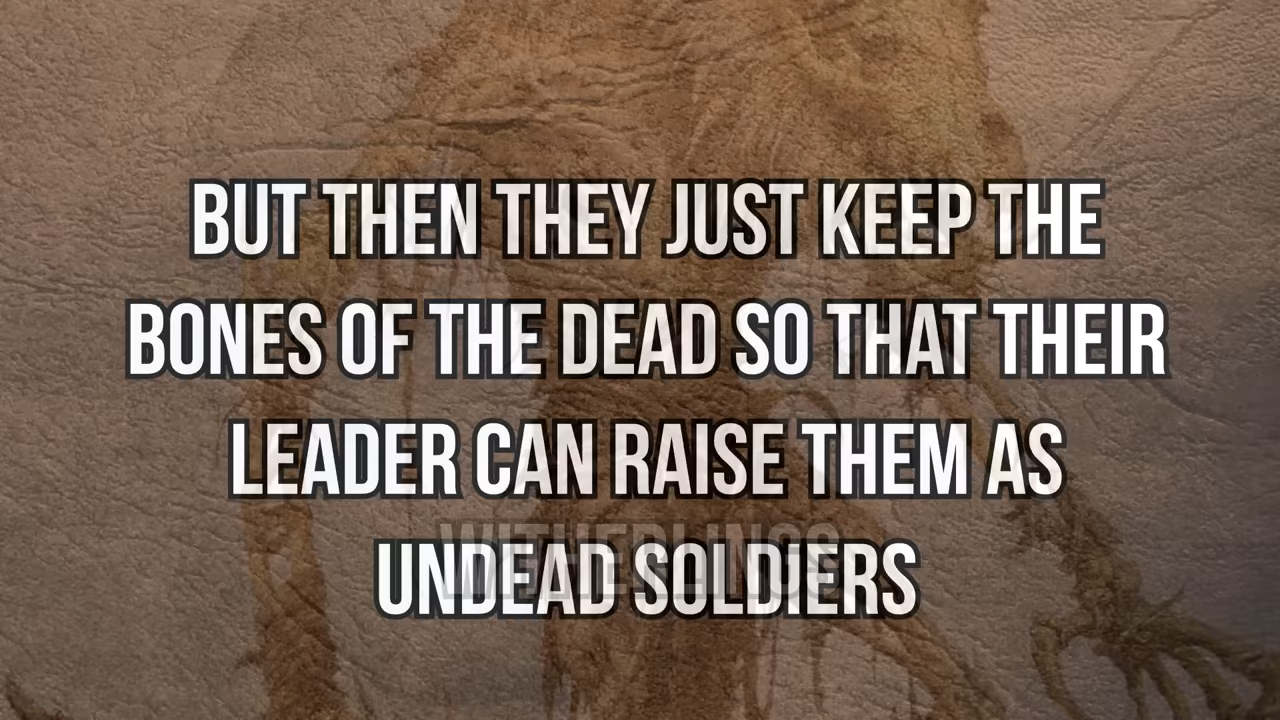 BUT THEN THEY JUST KEEP THE
BONES OF THE DEAD SO THAT THEIR
LEADER CAN RAISE THEM AS
WITHERLINGS
UNDEAD SOLDIERS